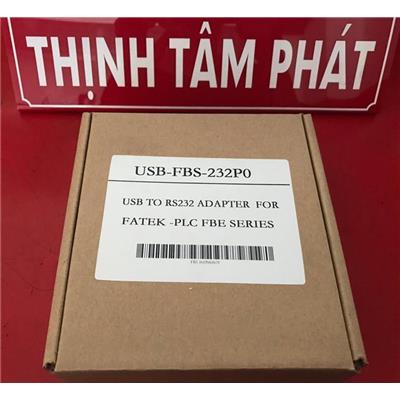 THỊNH TÂM PHÁT
USB-FBS-232P0
USB TO RS232 ADAPTER FOR
FATEK -PLC FBE SERIES